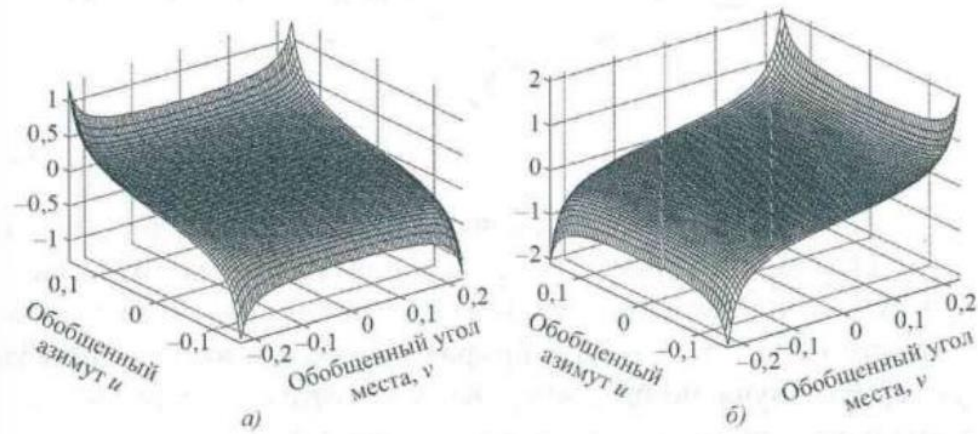 1
0,5
0
–0,5
–1
0,1
0
–0,1
–0,2
–0,1
0
0,1
0,2
Обобщенный
азимут u
Обобщенный угол
места, v
а)
2
1
0
–1
–2
0,1
0
–0,1
–0,2
–0,1
0
0,1
0,2
Обобщенный
азимут u
Обобщенный угол
места, v
б)